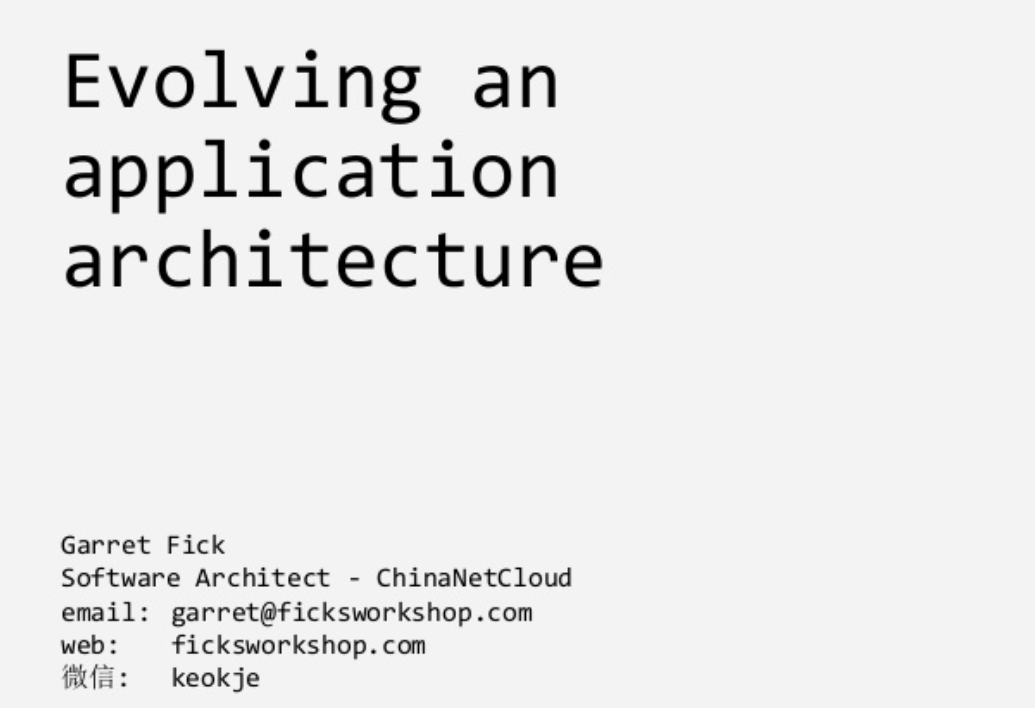 Evolving an
application
architecture
Garret Fick
Software Architect - ChinaNetCloud
email: garret@ficksworkshop.com
web: ficksworkshop.com
微信: keokje